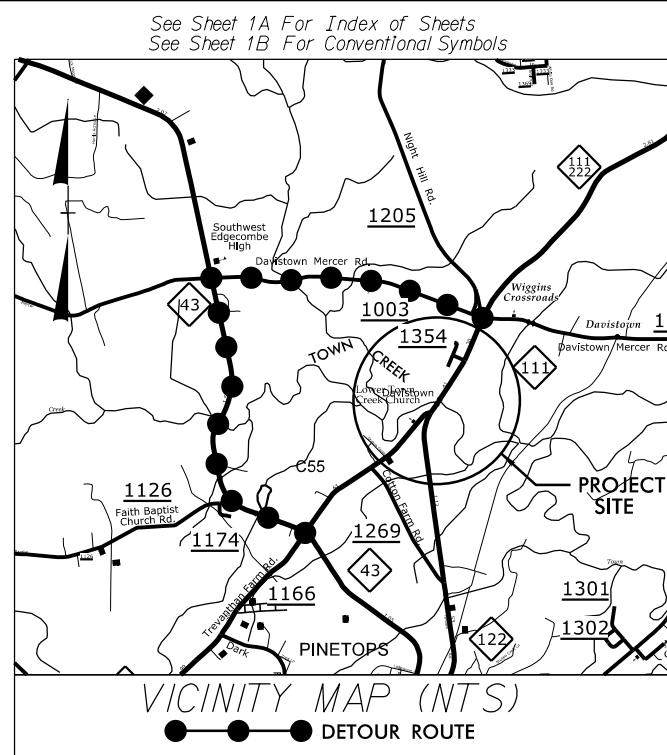 See Sheet 1A For Index of Sheets
See Sheet 1B For Conventional Symbols
111
222
Night Hill Rd.
1205
Southwest
Edgecombe
High
Davistown Mercer Rd.
Wiggins
Crossroads
43
1003
1354
Davistown
Davistown Mercer Rd
TOWN CREEK
111
Lower Town
Creek Church
Davistown
Creek
C55
PROJECT
SITE
1126
Faith Baptist
Church Rd.
Cotton Farm Rd.
1174
1269
43
Trevanthan Farm Rd.
1166
Town
1301
1302
122
Dark
PINETOPS
VICINITY MAP (NTS)
DETOUR ROUTE